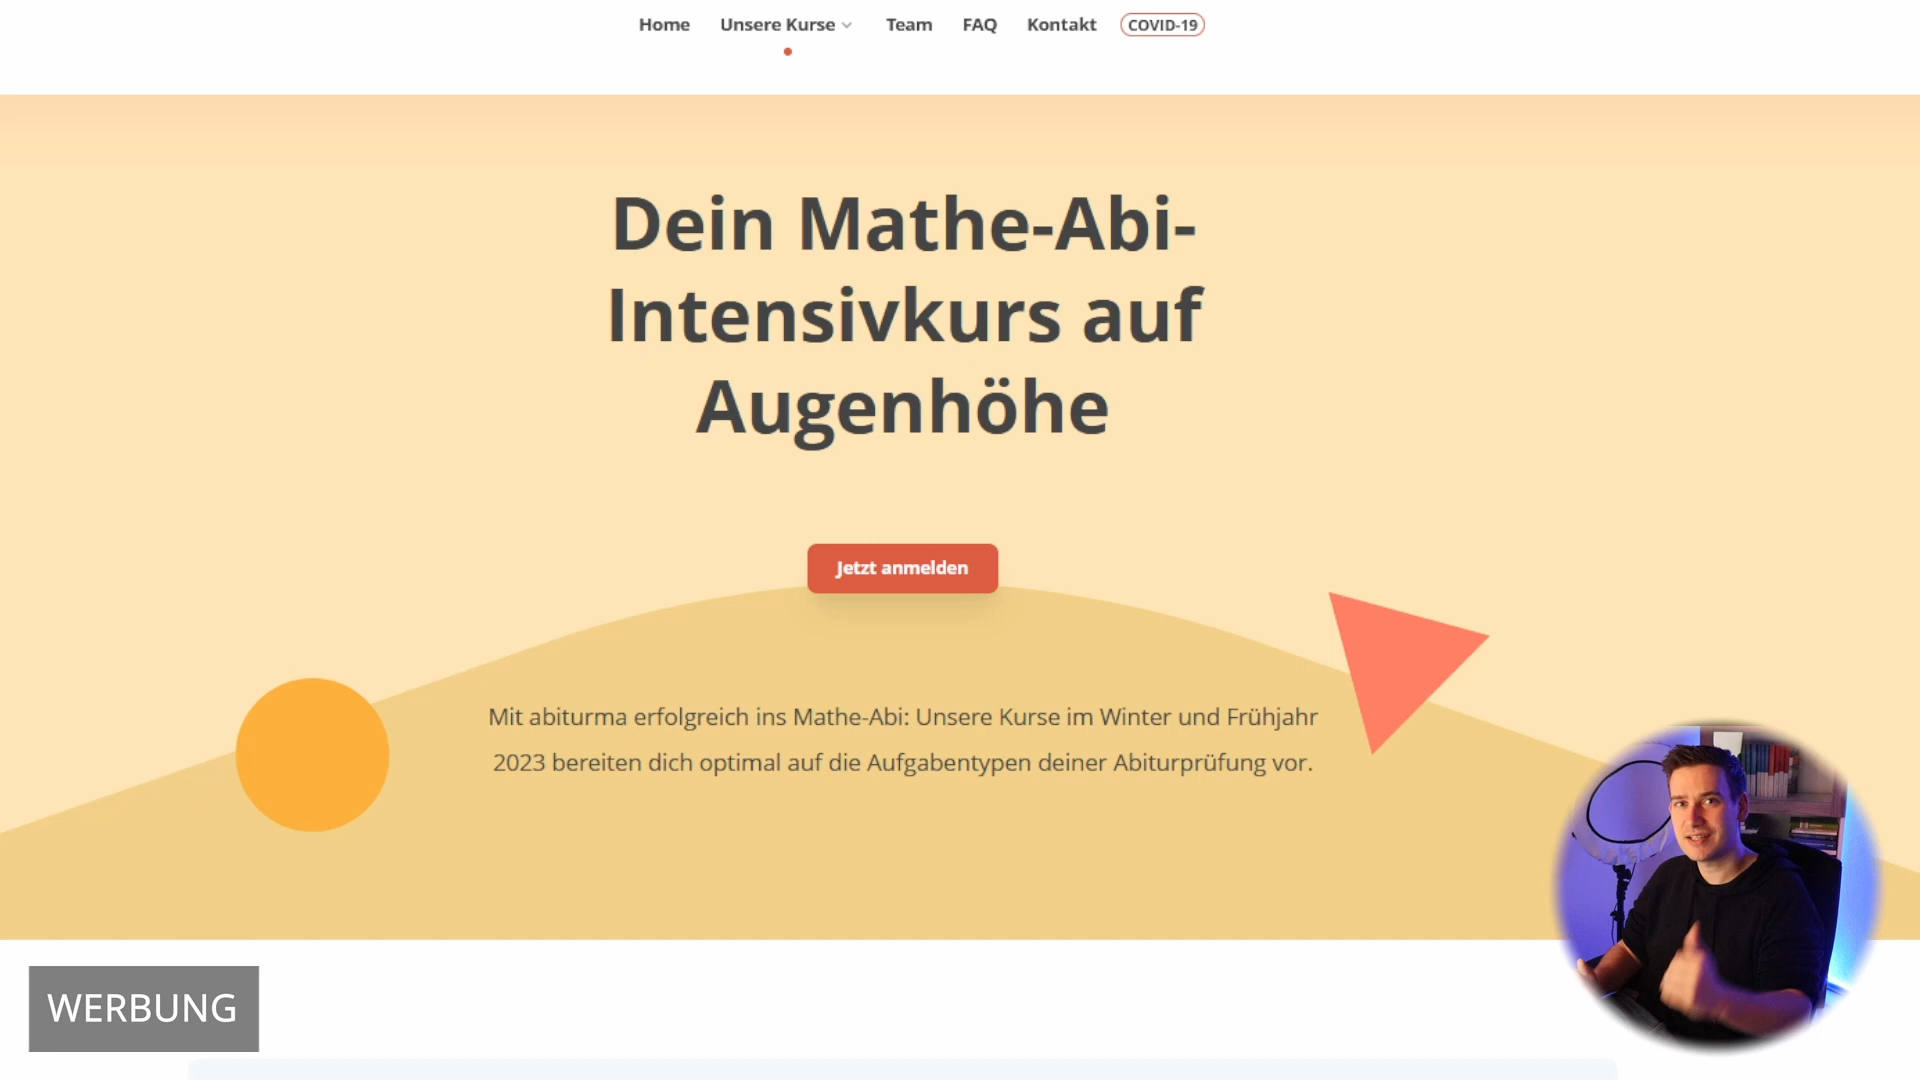 Home Unsere Kurse Team FAQ Kontakt COVID-19
Dein Mathe-Abi-
Intensivkurs auf
Augenhöhe
Jetzt anmelden
Mit abiturma erfolgreich ins Mathe-Abi: Unsere Kurse im Winter und Frühjahr
2023 bereiten dich optimal auf die Aufgabentypen deiner Abiturprüfung vor.
WERBUNG